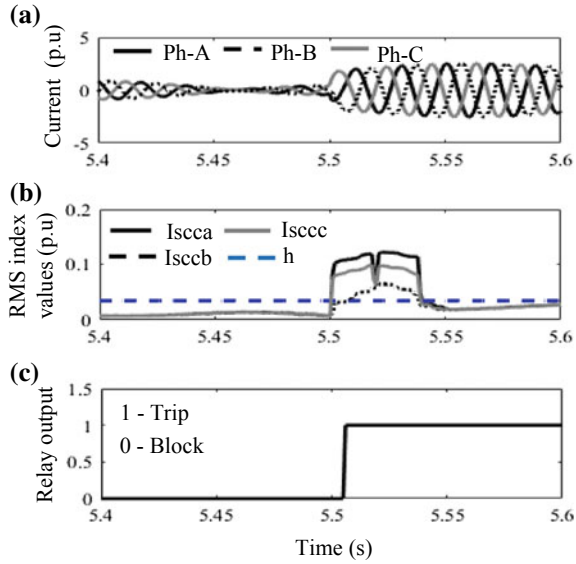 (a)
5
0
-5
Current (p.u)
Ph-A Ph-B Ph-C
5.4 5.45 5.5 5.55 5.6
(b)
0.2
0.1
0
RMS index
values (p.u)
Iscca Isccc
Isccb h
5.4 5.45 5.5 5.55 5.6
(c)
1.5
1
0.5
0
Relay output
1 - Trip
0 - Block
5.4 5.45 5.5 5.55 5.6
Time (s)